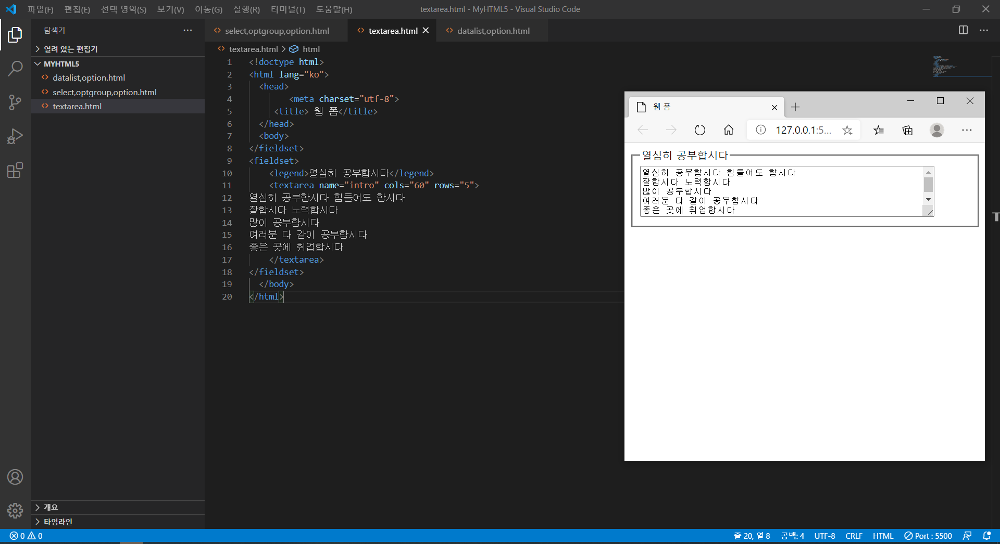 파일(F) 편집(E) 선택 영역(S) 보기(V) 이동(G) 실행(R) 터미널(T) 도움말(H) textarea.html - MyHTML5 - Visual Studio Code
탐색기
열려 있는 편집기
MYHTML5
datalist,option.html
select,optgroup,option.html
textarea.html
개요
타임라인
select,optgroup,option.html textarea.html datalist,option.html
textarea.html > html
1 <!doctype html>
2 <html lang="ko">
3 <head>
4 <meta charset="utf-8">
5 <title> 웹 폼</title>
6 </head>
7 <body>
8 </fieldset>
9 <fieldset>
10 <legend>열심히 공부합시다</legend>
11 <textarea name="intro" cols="60" rows="5">
12 열심히 공부합시다 힘들어도 합시다
13 잘합시다 노력합시다
14 많이 공부합시다
15 여러분 다 같이 공부합시다
16 좋은 곳에 취업합시다
17 </textarea>
18 </fieldset>
19 </body>
20 </html>
웹 폼
127.0.0.1:5...
열심히 공부합시다
열심히 공부합시다 힘들어도 합시다
잘합시다 노력합시다
많이 공부합시다
여러분 다 같이 공부합시다
좋은 곳에 취업합시다
0 0 줄 20, 열 8 공백: 4 UTF-8 CRLF HTML Port : 5500